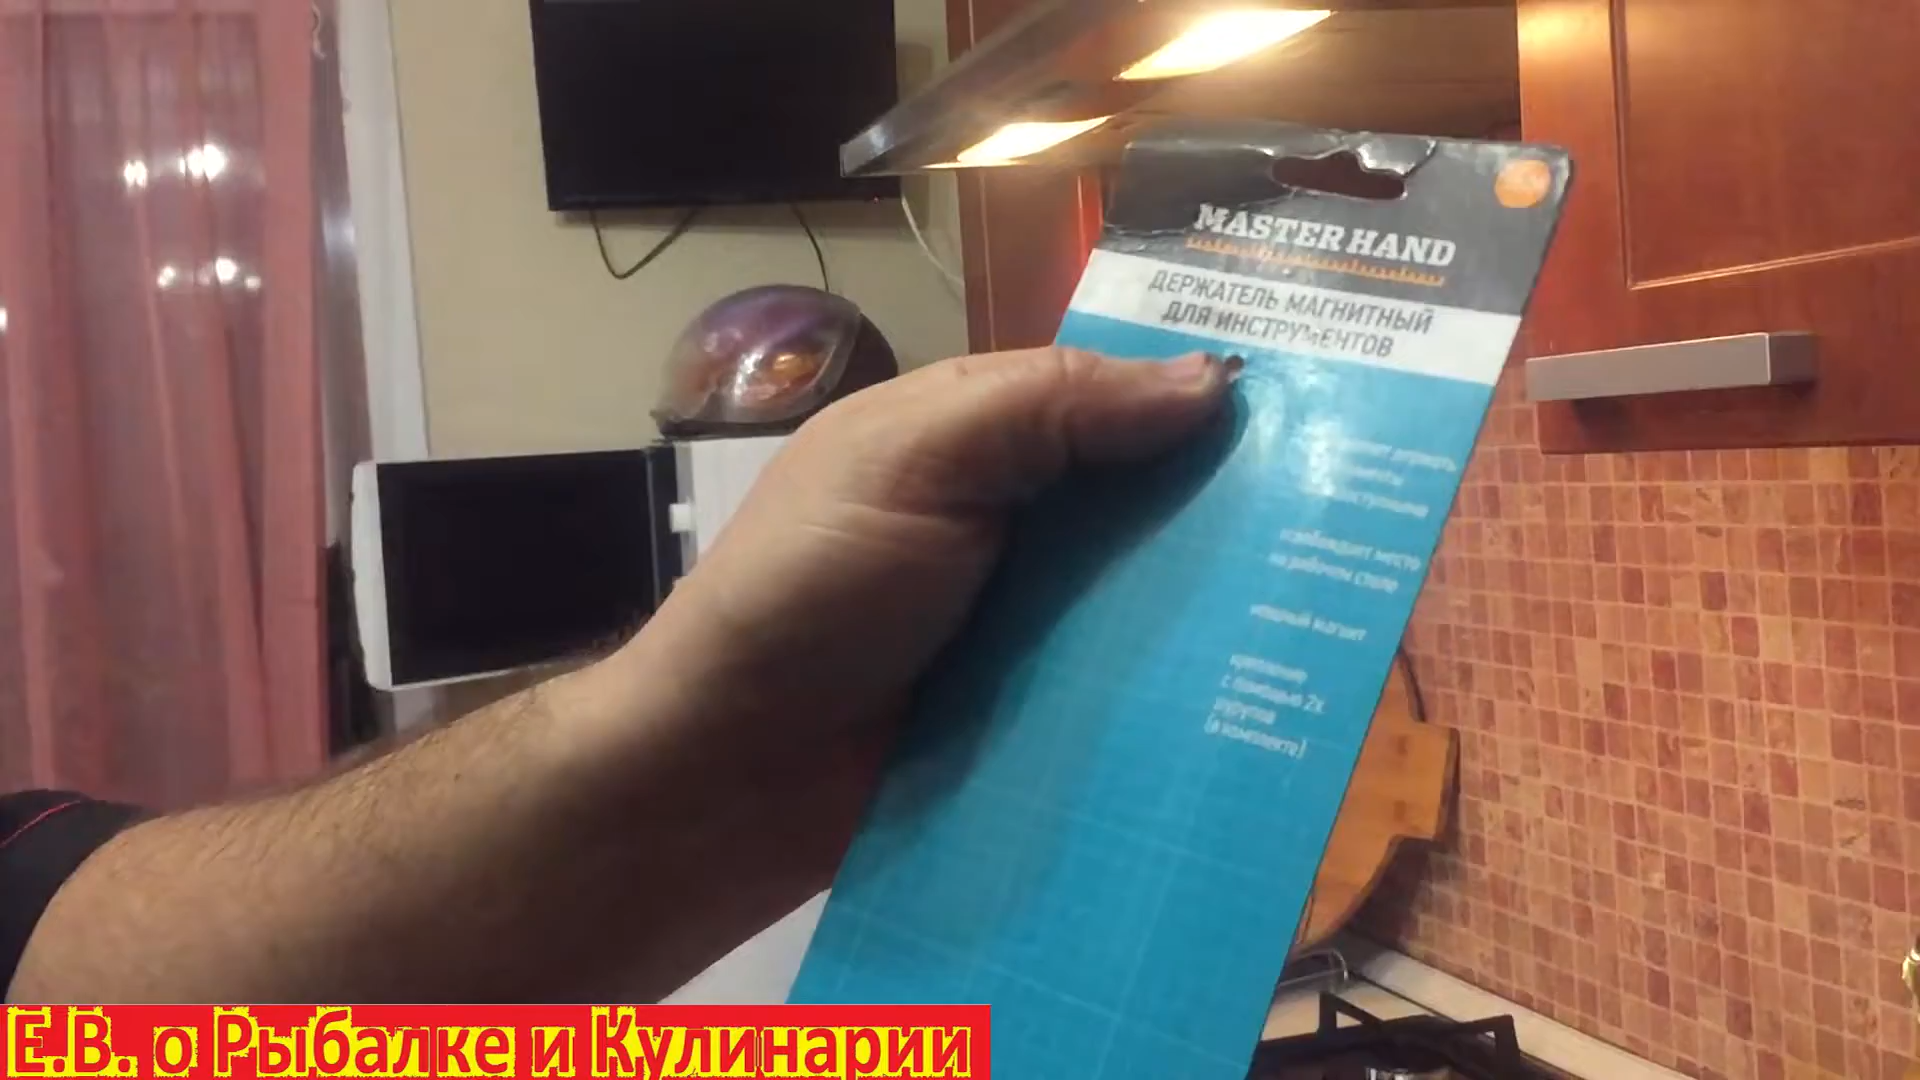 MASTER HAND
ДЕРЖАТЕЛЬ МАГНИТНЫЙ
ДЛЯ ИНСТРУМЕНТОВ
держать
освобождает место
на рабочем столе
мощный магнит
крепление
с помощью 2х
шурупов
(в комплекте)
Е.В. о Рыбалке и Кулинарии